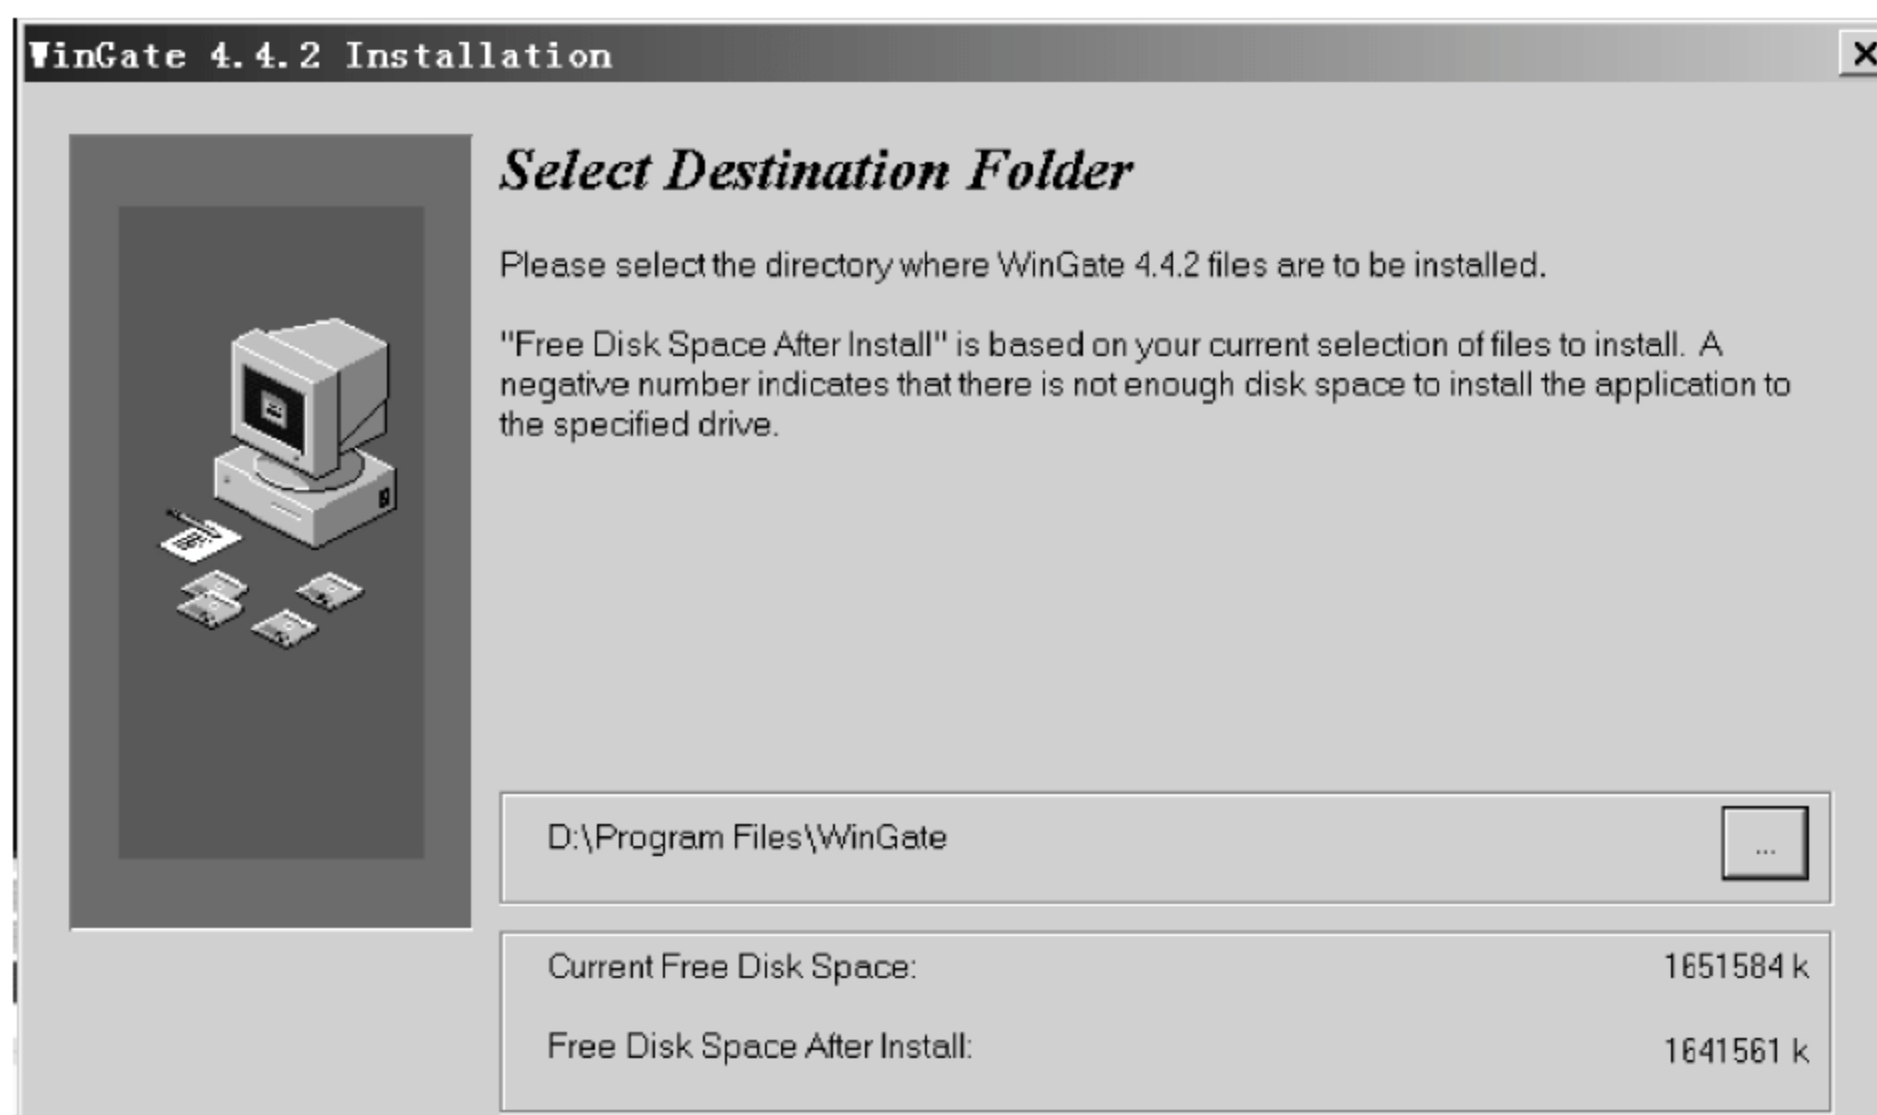 WinGate 4.4.2 Installation
Select Destination Folder
Please select the directory where WinGate 4.4.2 files are to be installed.
"Free Disk Space After Install" is based on your current selection of files to install. A
negative number indicates that there is not enough disk space to install the application to
the specified drive.
D:\Program Files\WinGate
...
Current Free Disk Space: 1651584 k
Free Disk Space After Install: 1641561 k